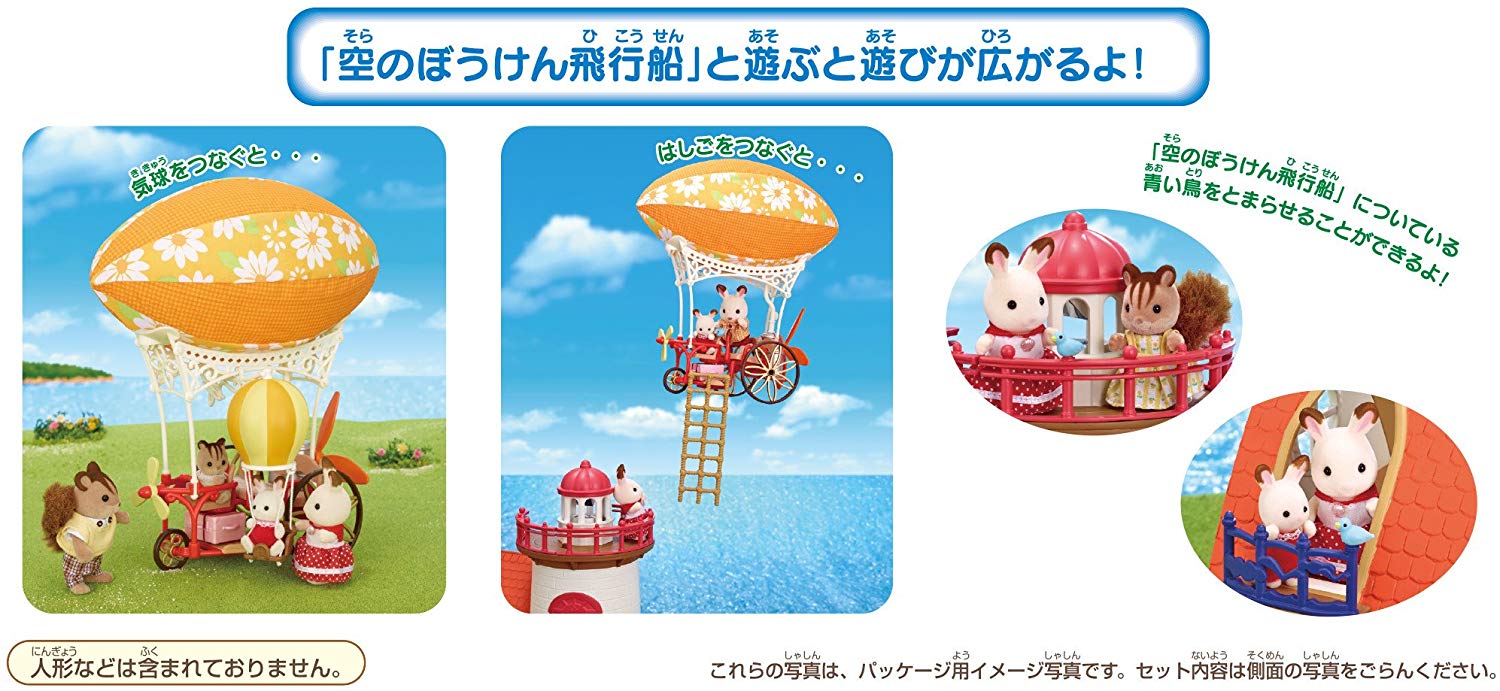 「空のぼうけん飛行船」と遊ぶと遊びが広がるよ!
気球をつなぐと・・・
はしごをつなぐと・・・
「空のぼうけん飛行船」についている
青い鳥をとまらせることができるよ!
人形などは含まれておりません。
これらの写真は、パッケージ用イメージ写真です。セット内容は側面の写真をごらんください。